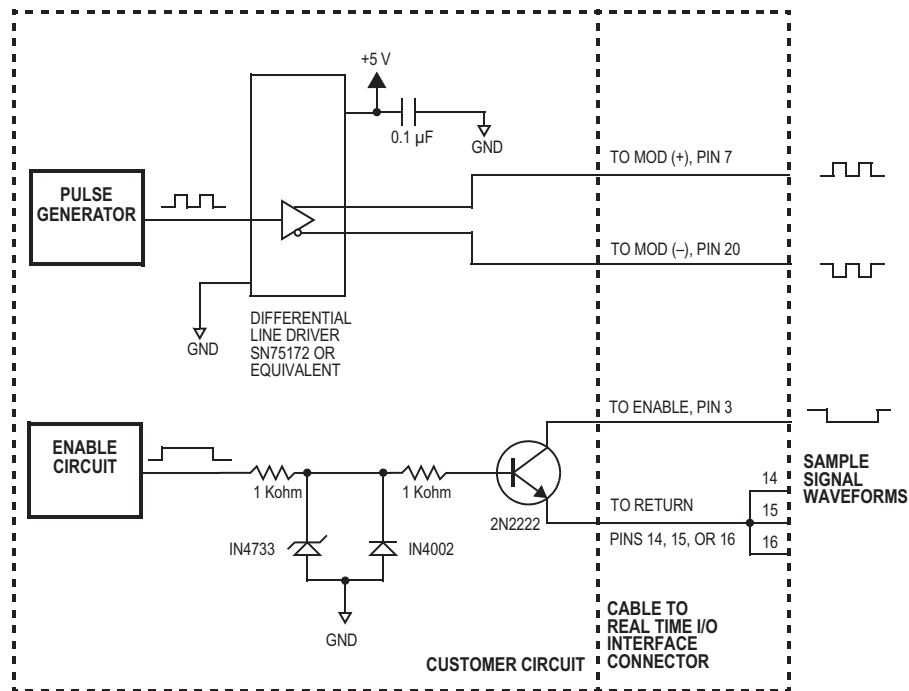 +5 V
0.1 µF
GND
TO MOD (+), PIN 7
PULSE
GENERATOR
TO MOD (–), PIN 20
GND
DIFFERENTIAL
LINE DRIVER
SN75172 OR
EQUIVALENT
TO ENABLE, PIN 3
ENABLE
CIRCUIT
1 Kohm
1 Kohm
2N2222
TO RETURN
PINS 14, 15, OR 16
14
15
16
SAMPLE
SIGNAL
WAVEFORMS
IN4733
IN4002
GND
CUSTOMER CIRCUIT
CABLE TO
REAL TIME I/O
INTERFACE
CONNECTOR